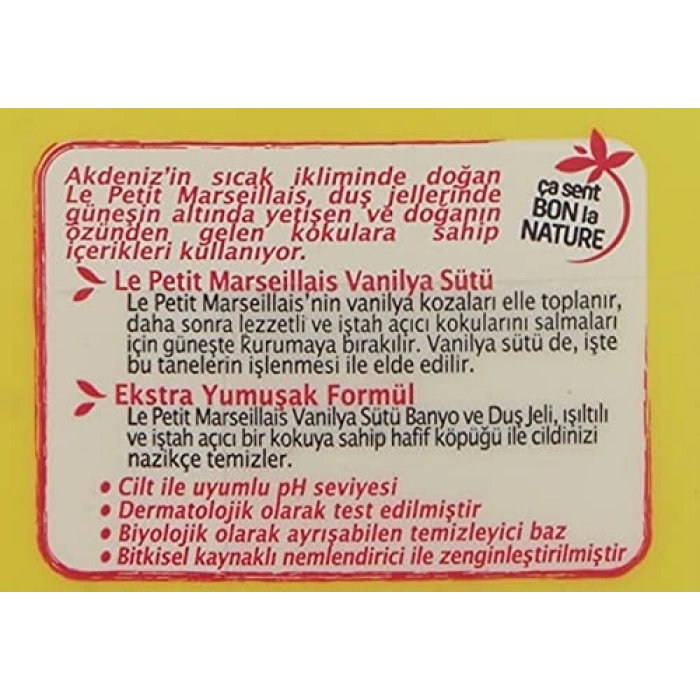 Akdeniz'in sıcak ikliminde doğan
Le Petit Marseillais, duş jellerinde
güneşin altında yetişen ve doğanın
özünden gelen kokulara sahip
içerikleri kullanıyor.
ça sent
BON la
NATURE
Le Petit Marseillais Vanilya Sütü
Le Petit Marseillais'nin vanilya kozaları elle toplanır,
daha sonra lezzetli ve iştah açıcı kokularını salmaları
için güneşte kurumaya bırakılır. Vanilya sütü de, işte
bu tanelerin işlenmesi ile elde edilir.
Ekstra Yumuşak Formül
Le Petit Marseillais Vanilya Sütü Banyo ve Duş Jeli, ışıltılı
ve iştah açıcı bir kokuya sahip hafif köpüğü ile cildinizi
nazikçe temizler.
• Cilt ile uyumlu pH seviyesi
• Dermatolojik olarak test edilmiştir
• Biyolojik olarak ayrışabilen temizleyici baz
• Bitkisel kaynaklı nemlendirici ile zenginleştirilmiştir